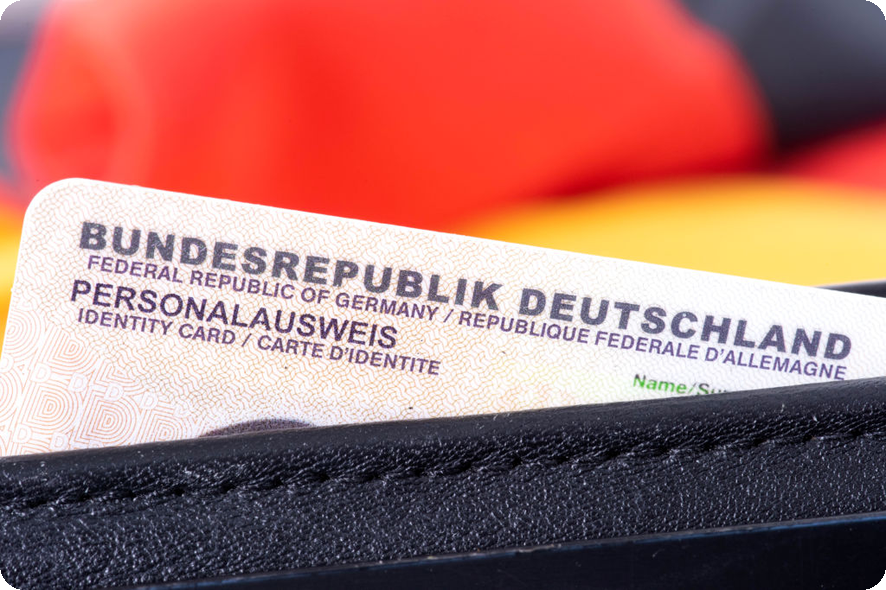 BUNDESREPUBLIK DEUTSCHLAND
FEDERAL REPUBLIC OF GERMANY / REPUBLIQUE FEDERALE D'ALLEMAGNE
PERSONALAUSWEIS
IDENTITY CARD / CARTE D'IDENTITE
Name/